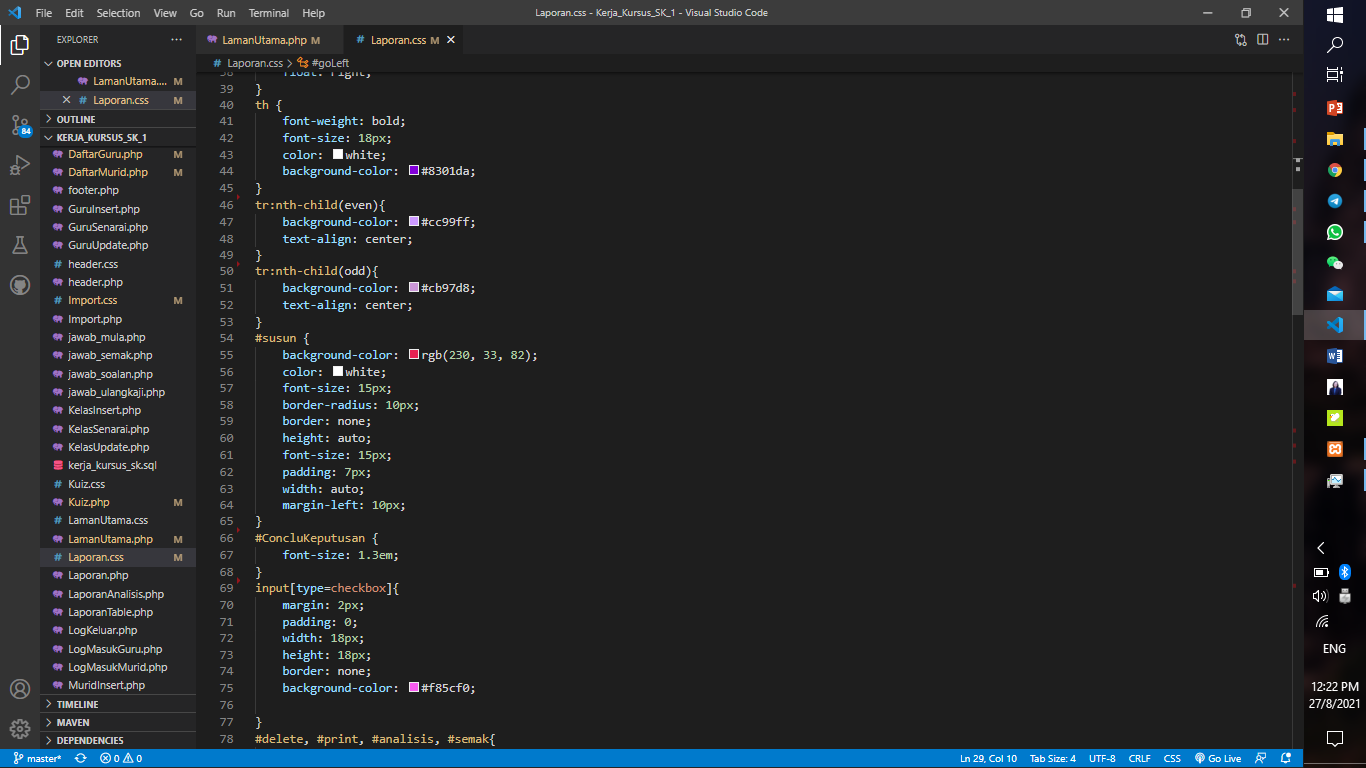 File Edit Selection View Go Run Terminal Help
Laporan.css - Kerja_Kursus_SK_1 - Visual Studio Code
EXPLORER
OPEN EDITORS
LamanUtama.... M
Laporan.css M
OUTLINE
KERJA_KURSUS_SK_1
DaftarGuru.php M
DaftarMurid.php M
footer.php
GuruInsert.php
GuruSenarai.php
GuruUpdate.php
header.css
header.php
Import.css M
Import.php
jawab_mula.php
jawab_semak.php
jawab_soalan.php
jawab_ulangkaji.php
KelasInsert.php
KelasSenarai.php
KelasUpdate.php
kerja_kursus_sk.sql
Kuiz.css
Kuiz.php M
LamanUtama.css
LamanUtama.php M
Laporan.css M
Laporan.php
LaporanAnalisis.php
LaporanTable.php
LogKeluar.php
LogMasukGuru.php
LogMasukMurid.php
MuridInsert.php
TIMELINE
MAVEN
DEPENDENCIES
84
LamanUtama.php M
Laporan.css M
Laporan.css > #goLeft
38 float: right;
39 }
40 th {
41 font-weight: bold;
42 font-size: 18px;
43 color: white;
44 background-color: #8301da;
45 }
46 tr:nth-child(even){
47 background-color: #cc99ff;
48 text-align: center;
49 }
50 tr:nth-child(odd){
51 background-color: #cb97d8;
52 text-align: center;
53 }
54 #susun {
55 background-color: rgb(230, 33, 82);
56 color: white;
57 font-size: 15px;
58 border-radius: 10px;
59 border: none;
60 height: auto;
61 font-size: 15px;
62 padding: 7px;
63 width: auto;
64 margin-left: 10px;
65 }
66 #ConcluKeputusan {
67 font-size: 1.3em;
68 }
69 input[type=checkbox]{
70 margin: 2px;
71 padding: 0;
72 width: 18px;
73 height: 18px;
74 border: none;
75 background-color: #f85cf0;
76
77 }
78 #delete, #print, #analisis, #semak{
master* 0 0
Ln 29, Col 10 Tab Size: 4 UTF-8 CRLF CSS Go Live
ENG
12:22 PM
27/8/2021